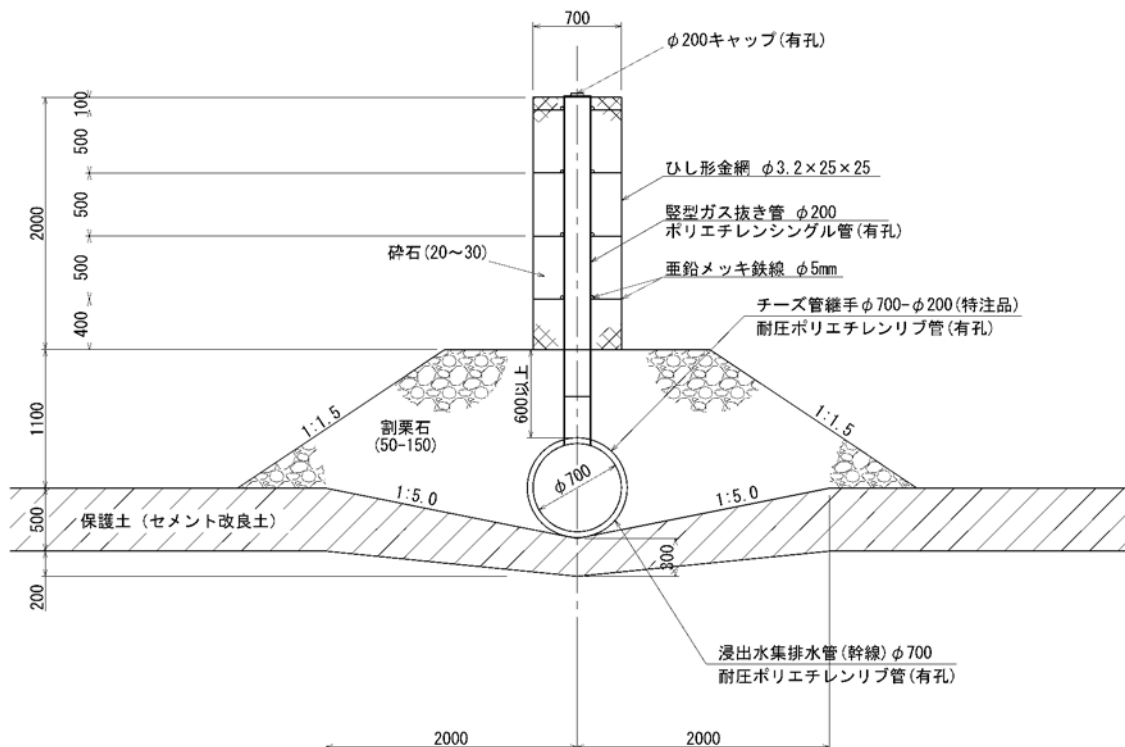 700
φ200キャップ(有孔)
100
500
500
500
400
2000
ひし形金網 φ3.2×25×25
竪型ガス抜き管 φ200
ポリエチレンシングル管(有孔)
砕石(20～30)
亜鉛メッキ鉄線 φ5mm
チーズ管継手φ700-φ200(特注品)
耐圧ポリエチレンリブ管(有孔)
600以上
1100
1:1.5
1:1.5
割栗石
(50-150)
φ700
1:5.0
1:5.0
500
保護土（セメント改良土）
300
200
浸出水集排水管(幹線)φ700
耐圧ポリエチレンリブ管(有孔)
2000
2000